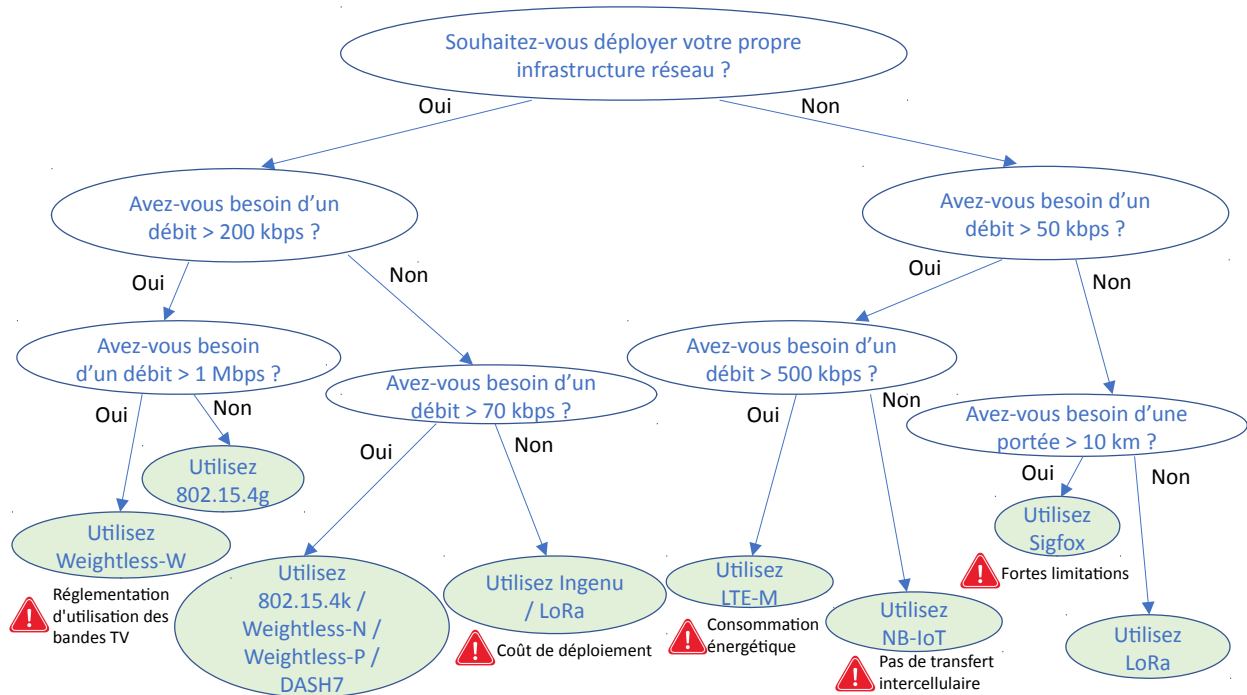 Souhaitez-vous déployer votre propre
infrastructure réseau ?
Oui
Non
Avez-vous besoin d'un
débit > 200 kbps ?
Avez-vous besoin d'un
débit > 50 kbps ?
Oui
Non
Oui
Non
Avez-vous besoin
d'un débit > 1 Mbps ?
Avez-vous besoin d'un
débit > 70 kbps ?
Avez-vous besoin d'un
débit > 500 kbps ?
Avez-vous besoin d'une
portée > 10 km ?
Oui
Non
Oui
Non
Oui
Non
Oui
Non
Utilisez
802.15.4g
Utilisez
Weightless-W
Réglementation
d'utilisation des
bandes TV
Utilisez
802.15.4k /
Weightless-N /
Weightless-P /
DASH7
Utilisez Ingenu
/ LoRa
Coût de déploiement
Utilisez
LTE-M
Consommation
énergétique
Utilisez
NB-IoT
Pas de transfert
intercellulaire
Utilisez
Sigfox
Fortes limitations
Utilisez
LoRa